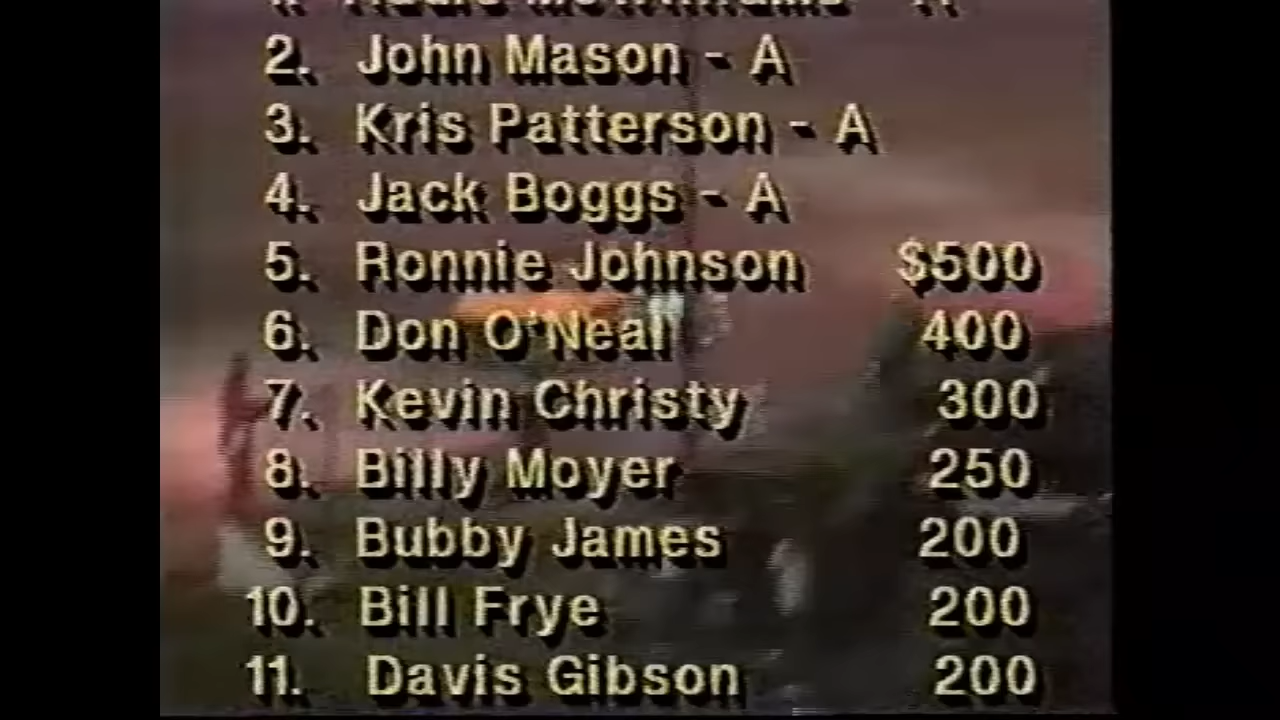 1.
2. John Mason - A
3. Kris Patterson - A
4. Jack Boggs - A
5. Ronnie Johnson $500
6. Don O'Neal 400
7. Kevin Christy 300
8. Billy Moyer 250
9. Bubby James 200
10. Bill Frye 200
11. Davis Gibson 200